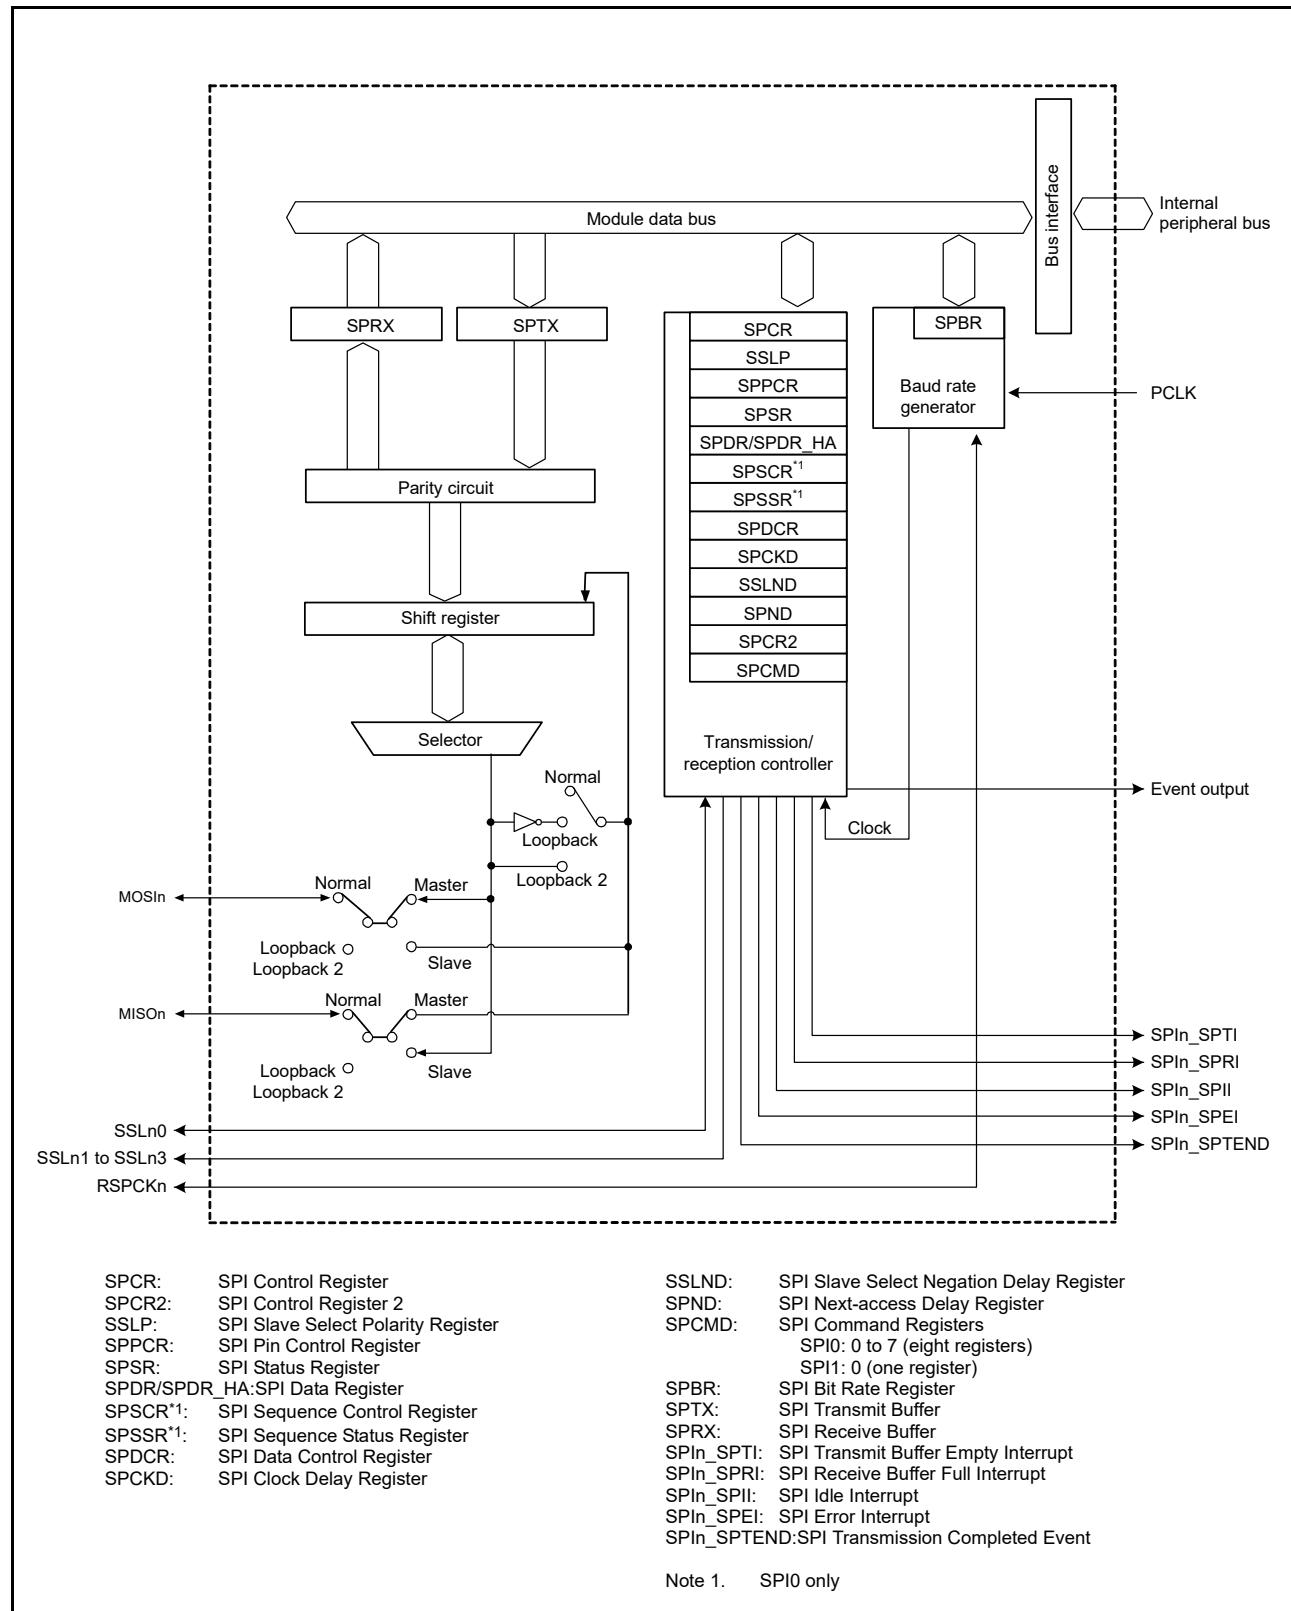 Bus interface
Internal
peripheral bus
Module data bus
SPRX
SPTX
SPCR
SSLP
SPPCR
SPSR
SPDR/SPDR_HA
SPSCR*1
SPSSR*1
SPDCR
SPCKD
SSLND
SPND
SPCR2
SPCMD
Transmission/
reception controller
SPBR
Baud rate
generator
PCLK
Parity circuit
Shift register
Selector
Normal
Loopback
Loopback 2
Clock
Event output
MOSIn
Normal
Master
Loopback
Loopback 2
Slave
MISOn
Normal
Master
Loopback
Loopback 2
Slave
SSLn0
SSLn1 to SSLn3
RSPCKn
SPIn_SPTI
SPIn_SPRI
SPIn_SPII
SPIn_SPEI
SPIn_SPTEND
SPCR: SPI Control Register
SPCR2: SPI Control Register 2
SSLP: SPI Slave Select Polarity Register
SPPCR: SPI Pin Control Register
SPSR: SPI Status Register
SPDR/SPDR_HA:SPI Data Register
SPSCR*1: SPI Sequence Control Register
SPSSR*1: SPI Sequence Status Register
SPDCR: SPI Data Control Register
SPCKD: SPI Clock Delay Register
SSLND: SPI Slave Select Negation Delay Register
SPND: SPI Next-access Delay Register
SPCMD: SPI Command Registers
SPI0: 0 to 7 (eight registers)
SPI1: 0 (one register)
SPBR: SPI Bit Rate Register
SPTX: SPI Transmit Buffer
SPRX: SPI Receive Buffer
SPIn_SPTI: SPI Transmit Buffer Empty Interrupt
SPIn_SPRI: SPI Receive Buffer Full Interrupt
SPIn_SPII: SPI Idle Interrupt
SPIn_SPEI: SPI Error Interrupt
SPIn_SPTEND:SPI Transmission Completed Event
Note 1. SPI0 only